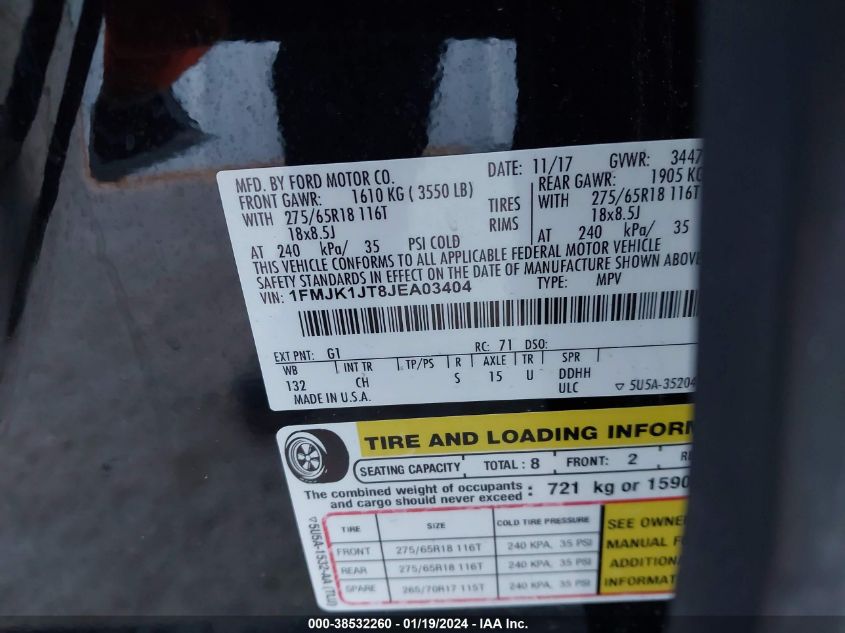 MFD. BY FORD MOTOR CO. DATE: 11/17 GVWR: 3447
FRONT GAWR: 1610 KG ( 3550 LB) REAR GAWR: 1905 KG
WITH 275/65R18 116T TIRES WITH 275/65R18 116T
18x8.5J RIMS 18x8.5J
AT 240 kPa/ 35 PSI COLD AT 240 kPa/ 35
THIS VEHICLE CONFORMS TO ALL APPLICABLE FEDERAL MOTOR VEHICLE
SAFETY STANDARDS IN EFFECT ON THE DATE OF MANUFACTURE SHOWN ABOVE
VIN: 1FMJK1JT8JEA03404 TYPE: MPV
EXT PNT: G1 RC: 71 DSO:
WB INT TR TP/PS R AXLE TR SPR
132 CH S 15 U DDHH
MADE IN U.S.A. ULC ▽ 5U5A-35204
TIRE AND LOADING INFORM
SEATING CAPACITY TOTAL : 8 FRONT: 2
The combined weight of occupants
and cargo should never exceed : 721 kg or 1590
TIRE SIZE COLD TIRE PRESSURE
FRONT 275/65R18 116T 240 KPA, 35 PSI
REAR 275/65R18 116T 240 KPA, 35 PSI
SPARE 265/70R17 115T 240 KPA, 35 PSI
SEE OWNE
MANUAL F
ADDITION
INFORMAT
▽5U5A-1532-AA (TLU)
000-38532260 - 01/19/2024 - IAA Inc.